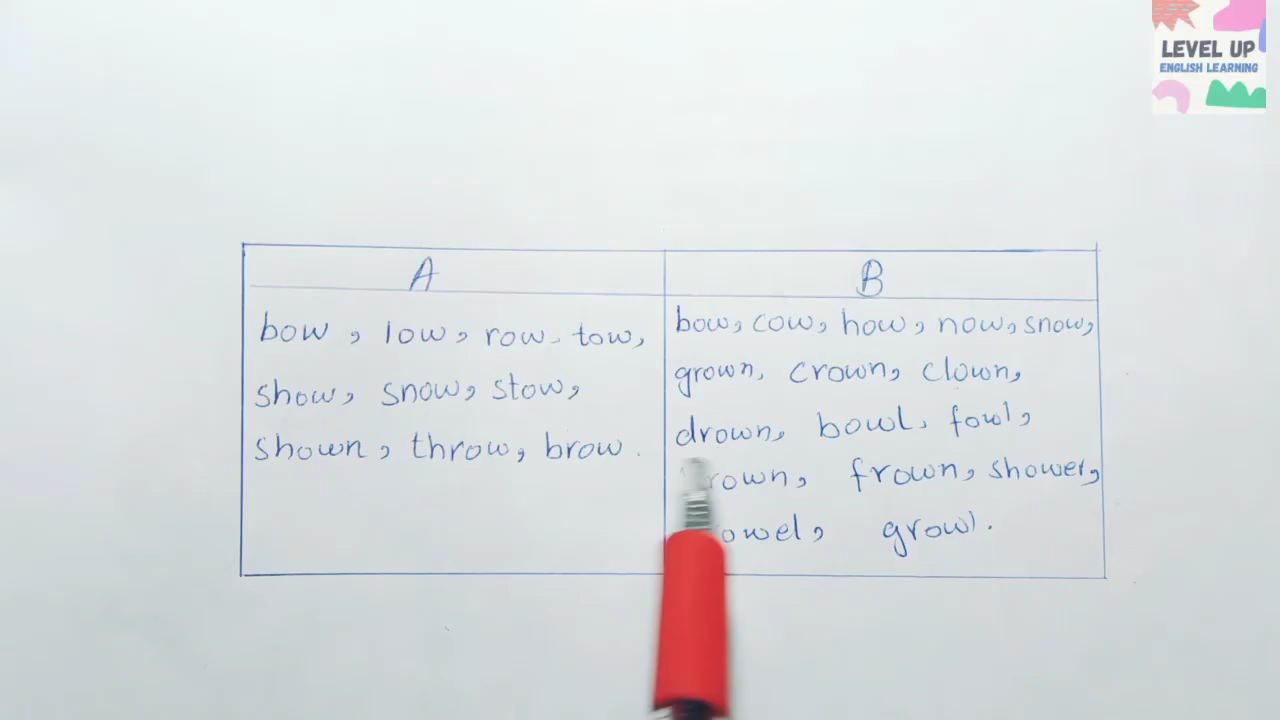 LEVEL UP
ENGLISH LEARNING
A
B
bow, low, row. tow,
show, snow, stow,
shown, throw, brow.
bow, cow, how, now, snow,
grown, crown, clown,
drown, bowl, fowl,
frown, shower,
growl.